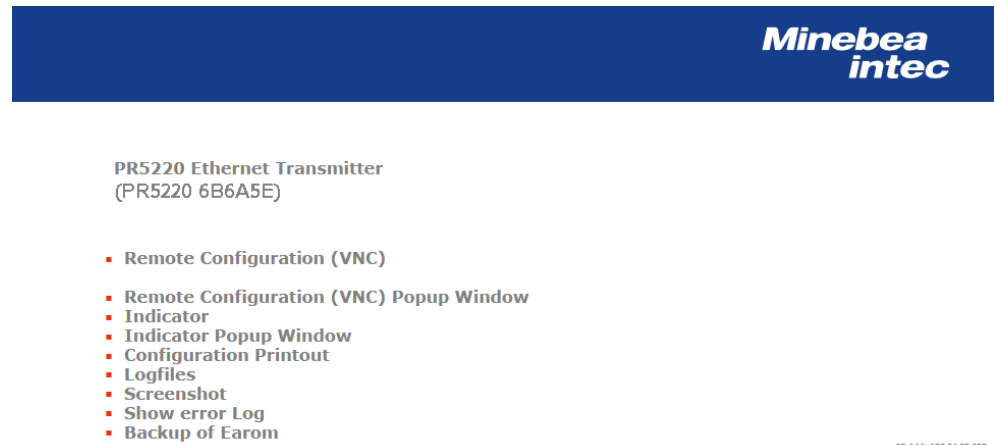 Minebea
intec
PR5220 Ethernet Transmitter
(PR5220 6B6A5E)
Remote Configuration (VNC)
Remote Configuration (VNC) Popup Window
Indicator
Indicator Popup Window
Configuration Printout
Logfiles
Screenshot
Show error Log
Backup of Earom